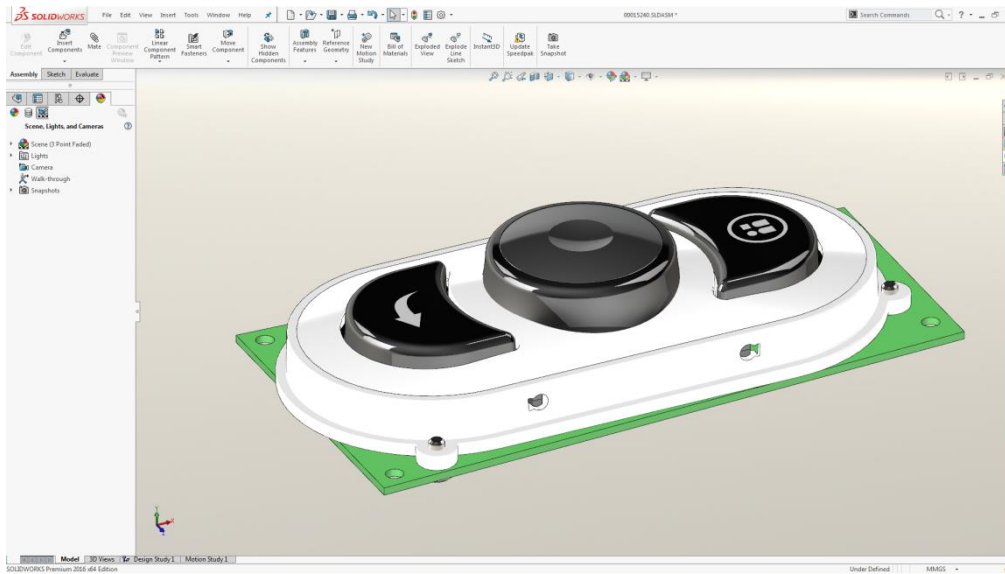 SOLIDWORKS File Edit View Insert Tools Window Help 00015240.SLDASM * Search Commands
Edit Component
Insert Components
Mate
Component Preview Window
Linear Component Pattern
Smart Fasteners
Move Component
Show Hidden Components
Assembly Features
Reference Geometry
New Motion Study
Bill of Materials
Exploded View
Explode Line Sketch
Instant3D
Update Speedpak
Take Snapshot
Assembly Sketch Evaluate
Scene, Lights, and Cameras
Scene (3 Point Faded)
Lights
Camera
Walk-through
Snapshots
Model 3D Views Design Study 1 Motion Study 1
SOLIDWORKS Premium 2016 x64 Edition Under Defined MMGS